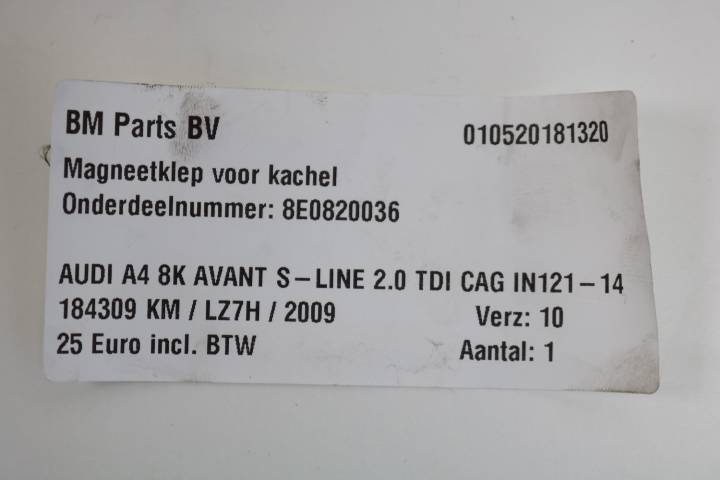 BM Parts BV 010520181320
Magneetklep voor kachel
Onderdeelnummer: 8E0820036
AUDI A4 8K AVANT S-LINE 2.0 TDI CAG IN121-14
184309 KM / LZ7H / 2009 Verz: 10
25 Euro incl. BTW Aantal: 1